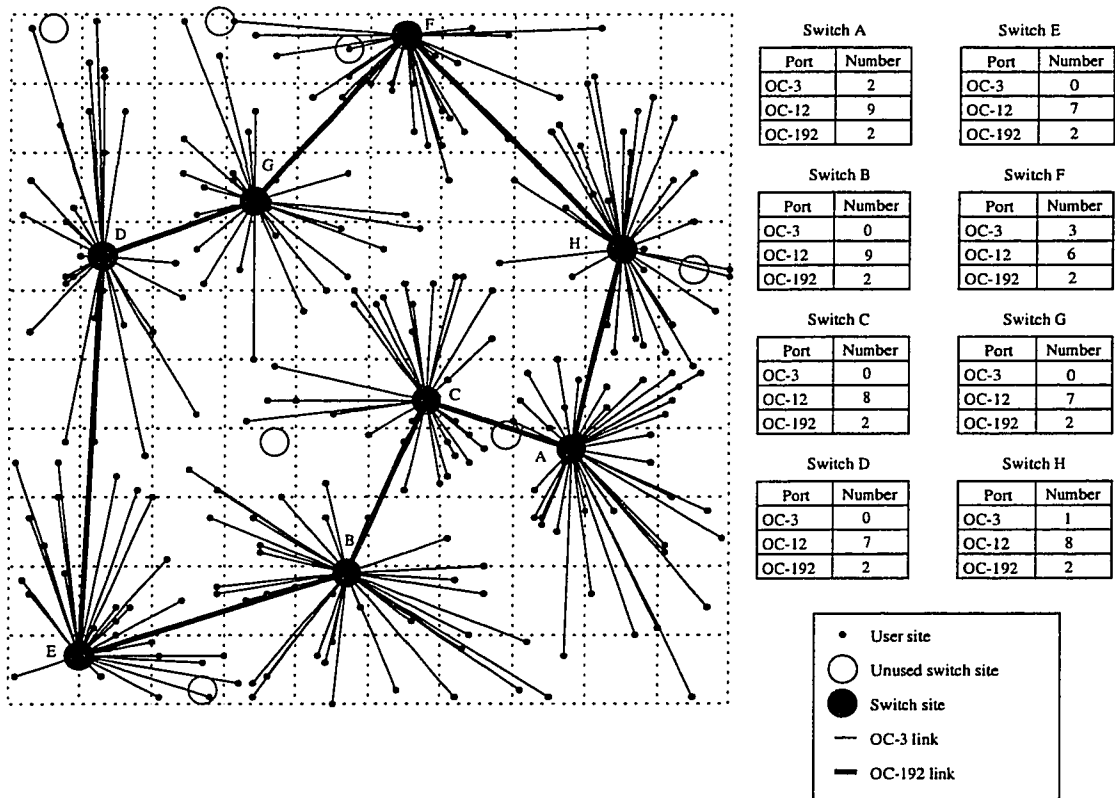 F
G
D
H
C
A
B
E
Switch A
Port Number
OC-3 2
OC-12 9
OC-192 2
Switch E
Port Number
OC-3 0
OC-12 7
OC-192 2
Switch B
Port Number
OC-3 0
OC-12 9
OC-192 2
Switch F
Port Number
OC-3 3
OC-12 6
OC-192 2
Switch C
Port Number
OC-3 0
OC-12 8
OC-192 2
Switch G
Port Number
OC-3 0
OC-12 7
OC-192 2
Switch D
Port Number
OC-3 0
OC-12 7
OC-192 2
Switch H
Port Number
OC-3 1
OC-12 8
OC-192 2
User site
Unused switch site
Switch site
OC-3 link
OC-192 link